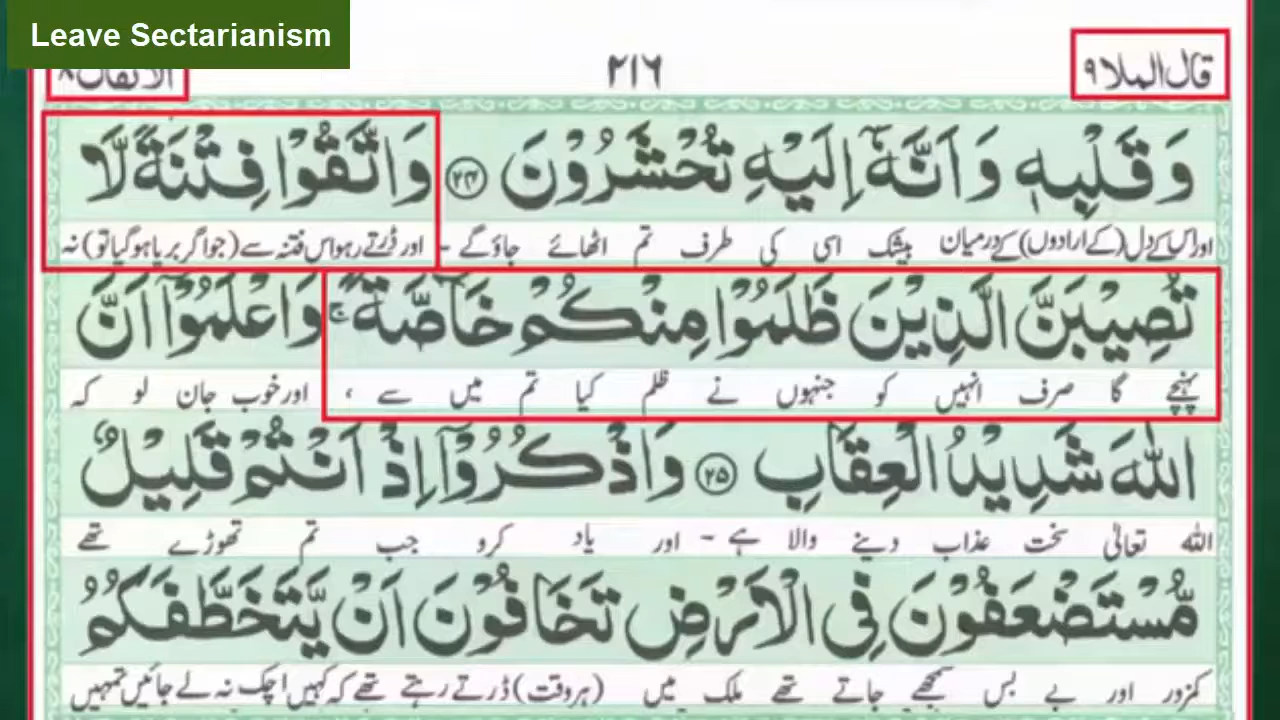 Leave Sectarianism
قال الملا ٩
٢١٦
الانفال ٨
وَقَلْبِهٖ وَاَنَّهٗۤ اِلَيْهِ تُحْشَرُوْنَ ﴿۲۴﴾ وَاتَّقُوْا فِتْنَةً لَّا
اور اس کے دل (کے ارادوں) کے درمیان بیشک اسی کی طرف تم اٹھائے جاؤ گے - اور ڈرتے رہو اس فتنہ سے (جو اگر برپا ہو گیا تو) نہ
تُصِيْبَنَّ الَّذِيْنَ ظَلَمُوْا مِنْكُمْ خَآصَّةً ۚ وَاعْلَمُوْۤا اَنَّ
پہنچے گا صرف انہیں کو جنہوں نے ظلم کیا تم میں سے ، اور خوب جان لو کہ
اللّٰهَ شَدِيْدُ الْعِقَابِ ﴿۲۵﴾ وَاذْكُرُوْۤا اِذْ اَنْتُمْ قَلِيْلٌ
اللہ تعالیٰ سخت عذاب دینے والا ہے - اور یاد کرو جب تم تھوڑے تھے
مُّسْتَضْعَفُوْنَ فِى الْاَرْضِ تَخَافُوْنَ اَنْ يَّتَخَطَّفَكُمُ
کمزور اور بے بس سمجھے جاتے تھے ملک میں (ہر وقت) ڈرتے رہتے تھے کہ کہیں اچک نہ لے جائیں تمہیں